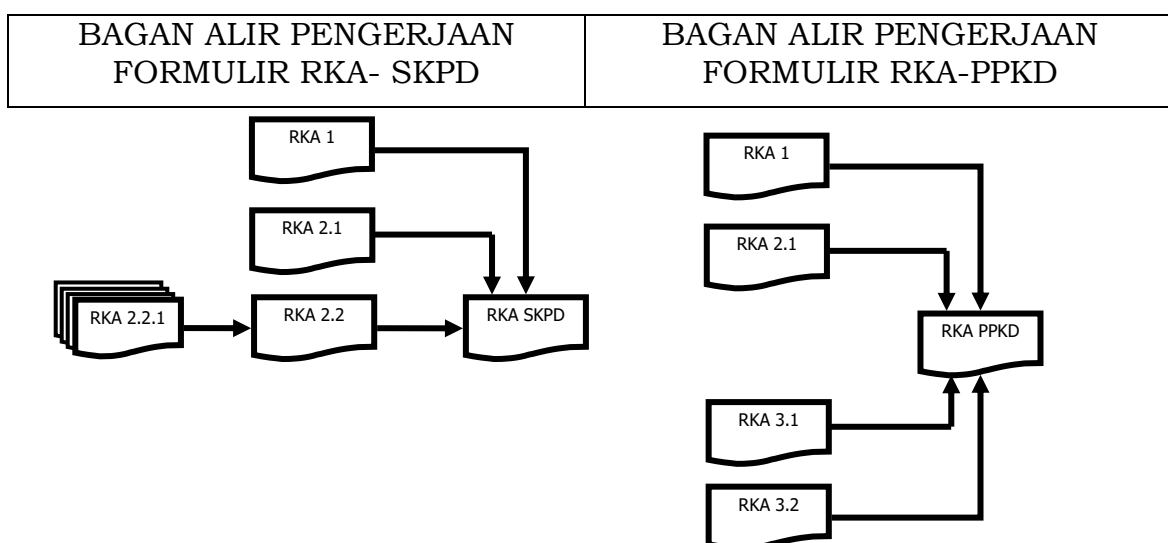 BAGAN ALIR PENGERJAAN
FORMULIR RKA- SKPD
BAGAN ALIR PENGERJAAN
FORMULIR RKA-PPKD
RKA 1
RKA 2.1
RKA 2.2.1
RKA 2.2
RKA SKPD
RKA 1
RKA 2.1
RKA PPKD
RKA 3.1
RKA 3.2